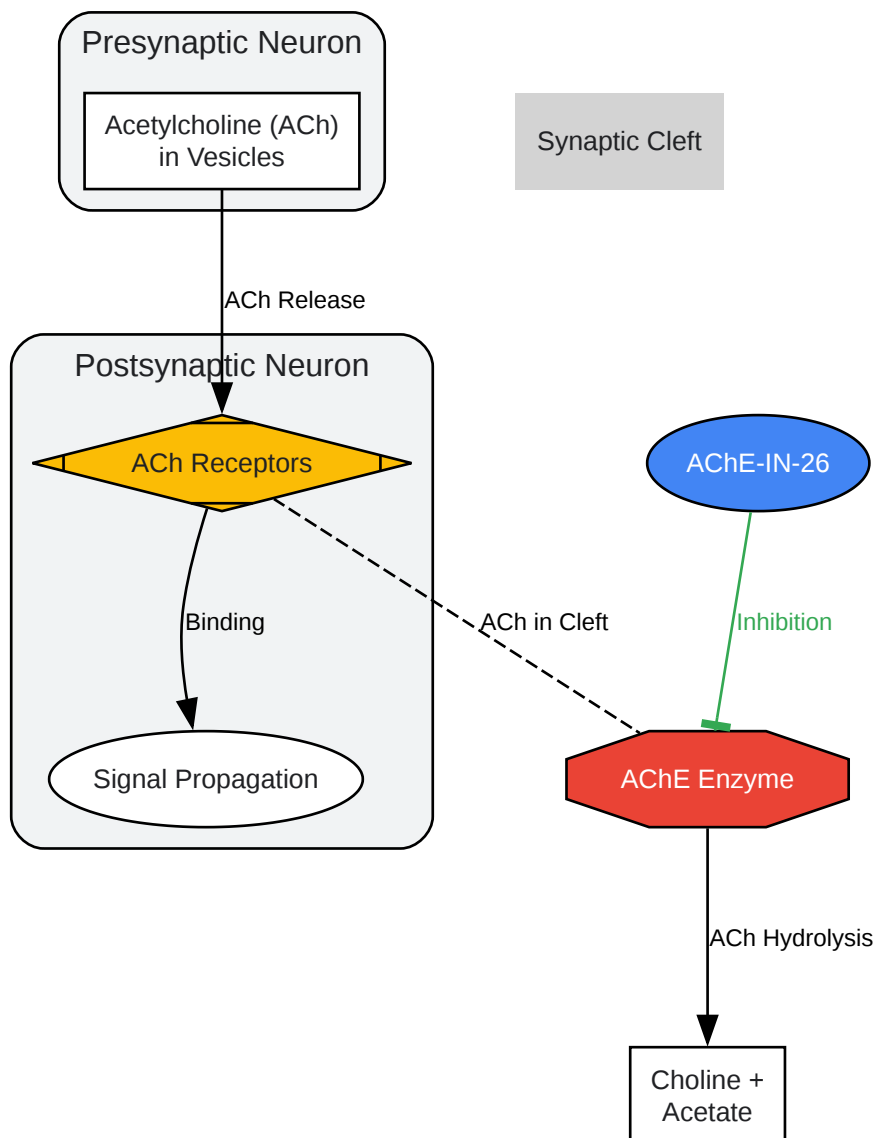 Presynaptic Neuron
Acetylcholine (ACh)
in Vesicles
Synaptic Cleft
ACh Release
Postsynaptic Neuron
ACh Receptors
AChE-IN-26
Binding
ACh in Cleft
Inhibition
Signal Propagation
AChE Enzyme
ACh Hydrolysis
Choline +
Acetate